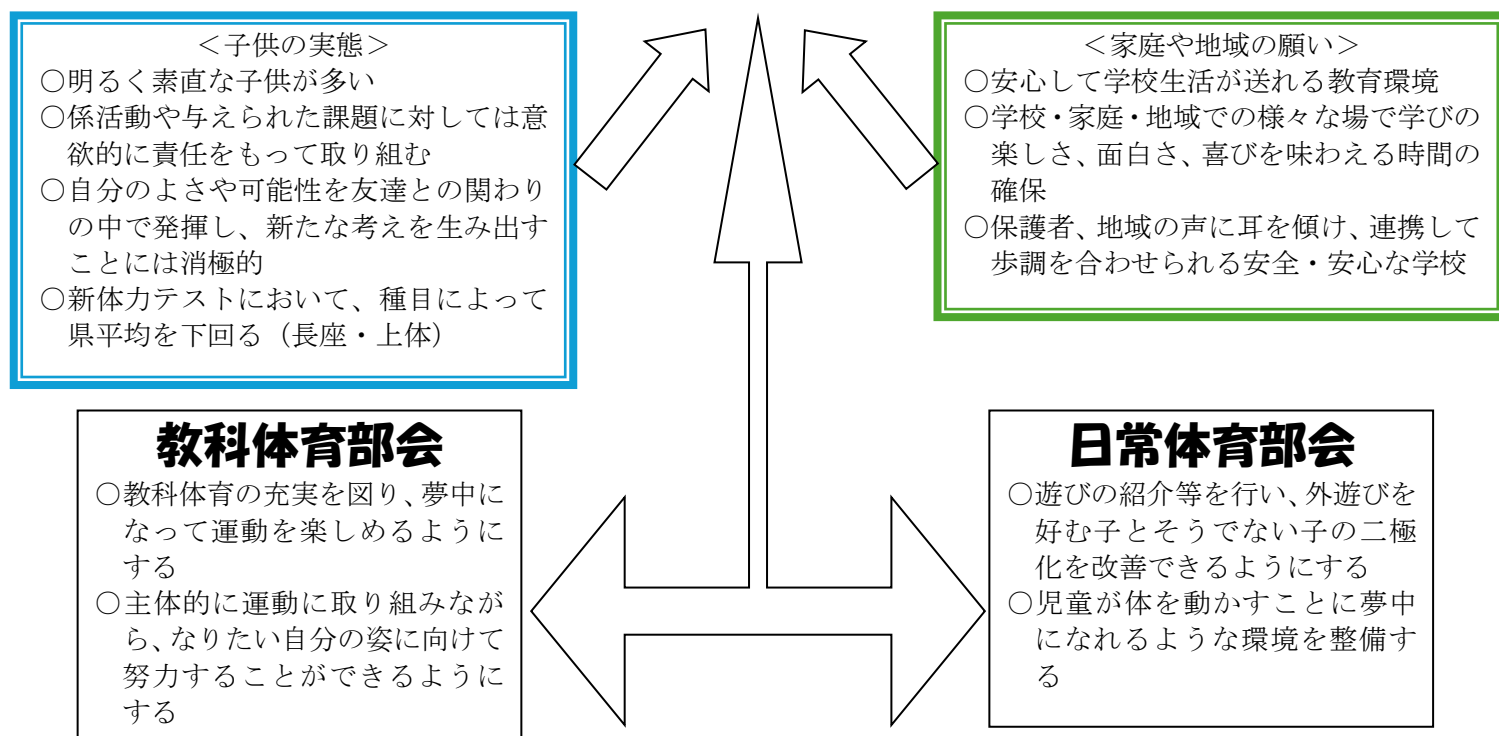 ＜子供の実態＞
○明るく素直な子供が多い
○係活動や与えられた課題に対しては意
欲的に責任をもって取り組む
○自分のよさや可能性を友達との関わり
の中で発揮し、新たな考えを生み出す
ことには消極的
○新体力テストにおいて、種目によって
県平均を下回る（長座・上体）
＜家庭や地域の願い＞
○安心して学校生活が送れる教育環境
○学校・家庭・地域での様々な場で学びの
楽しさ、面白さ、喜びを味わえる時間の
確保
○保護者、地域の声に耳を傾け、連携して
歩調を合わせられる安全・安心な学校
教科体育部会
○教科体育の充実を図り、夢中に
なって運動を楽しめるように
する
○主体的に運動に取り組みなが
ら、なりたい自分の姿に向けて
努力することができるように
する
日常体育部会
○遊びの紹介等を行い、外遊びを
好む子とそうでない子の二極
化を改善できるようにする
○児童が体を動かすことに夢中
になれるような環境を整備す
る